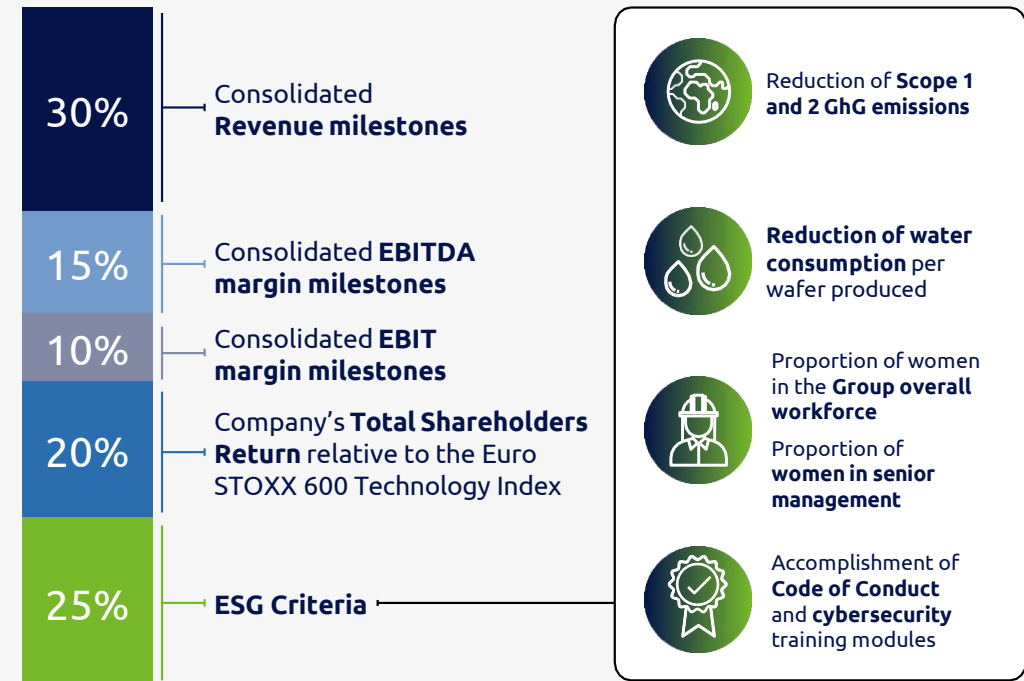 30%
Consolidated
Revenue milestones
15%
Consolidated EBITDA
margin milestones
10%
Consolidated EBIT
margin milestones
20%
Company’s Total Shareholders
Return relative to the Euro
STOXX 600 Technology Index
25%
ESG Criteria
Reduction of Scope 1
and 2 GhG emissions
Reduction of water
consumption per
wafer produced
Proportion of women
in the Group overall
workforce
Proportion of
women in senior
management
Accomplishment of
Code of Conduct
and cybersecurity
training modules